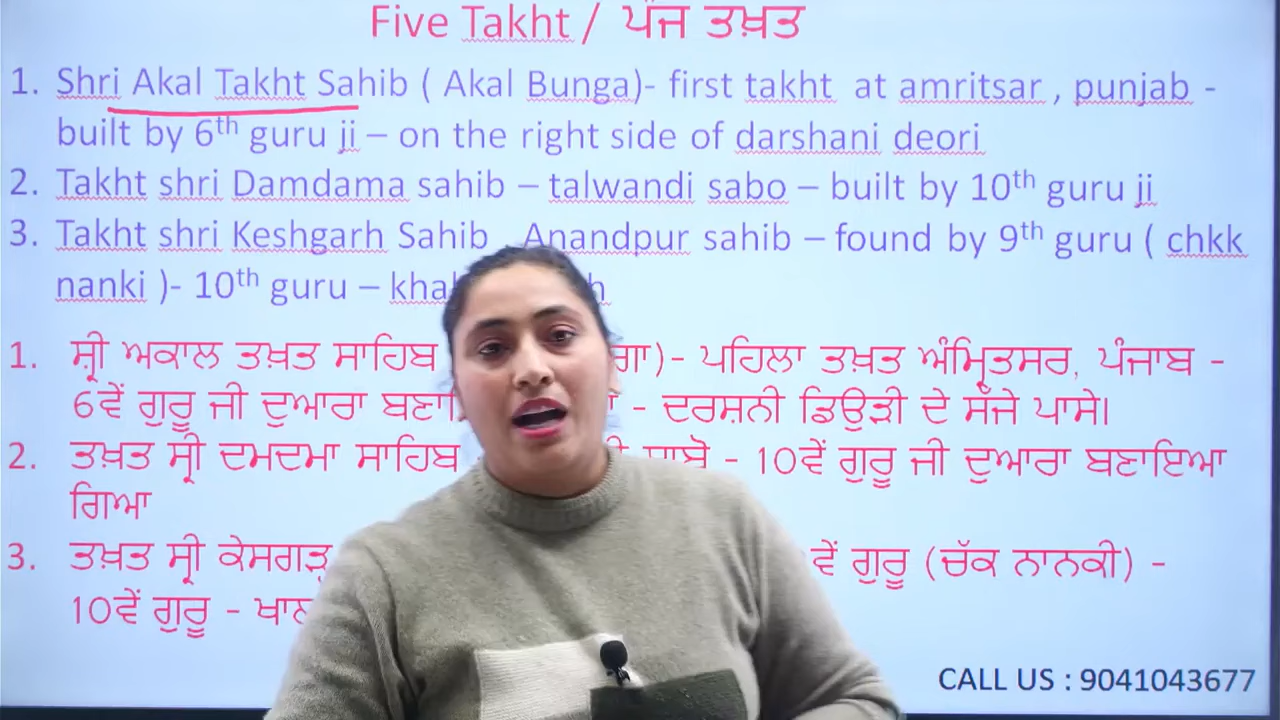 Five Takht / ਪੰਜ ਤਖ਼ਤ
1. Shri Akal Takht Sahib ( Akal Bunga)- first takht at amritsar , punjab -
built by 6th guru ji – on the right side of darshani deori
2. Takht shri Damdama sahib – talwandi sabo – built by 10th guru ji
3. Takht shri Keshgarh Sahib Anandpur sahib – found by 9th guru ( chkk
nanki )- 10th guru –
1. ਸ਼੍ਰੀ ਅਕਾਲ ਤਖ਼ਤ ਸਾਹਿਬ - ਪਹਿਲਾ ਤਖ਼ਤ ਅੰਮ੍ਰਿਤਸਰ, ਪੰਜਾਬ -
6ਵੇਂ ਗੁਰੂ ਜੀ ਦੁਆਰਾ - ਦਰਸ਼ਨੀ ਡਿਉੜੀ ਦੇ ਸੱਜੇ ਪਾਸੇ।
2. ਤਖ਼ਤ ਸ੍ਰੀ ਦਮਦਮਾ ਸਾਹਿਬ - 10ਵੇਂ ਗੁਰੂ ਜੀ ਦੁਆਰਾ ਬਣਾਇਆ
ਗਿਆ
3. ਤਖ਼ਤ ਸ੍ਰੀ ਕੇਸਗੜ੍ਹ ਗੁਰੂ (ਚੱਕ ਨਾਨਕੀ) -
10ਵੇਂ ਗੁਰੂ -
CALL US : 9041043677